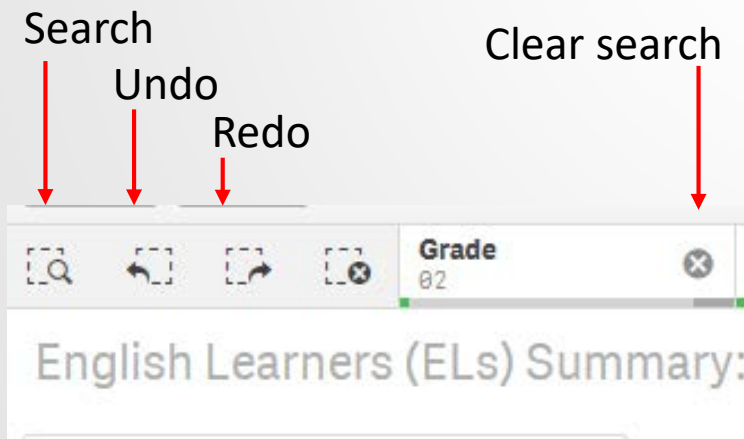 Search
Clear search
Undo
Redo
Grade
02
English Learners (ELs) Summary: